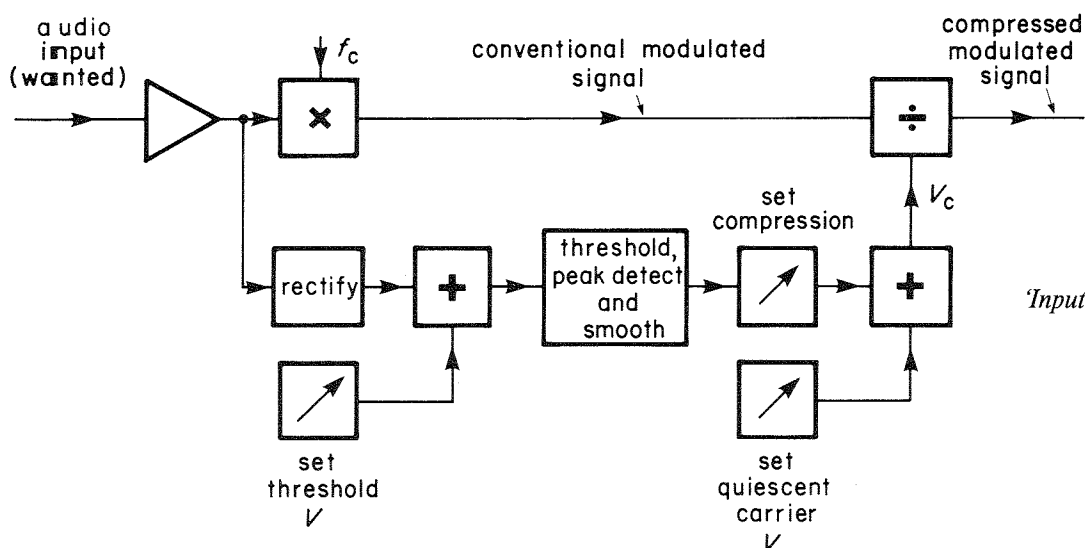 audio
input
(wanted)
f_c
×
conventional modulated
signal
compressed
modulated
signal
÷
V_c
rectify
+
threshold,
peak detect
and
smooth
set
compression
+
'Input
set
threshold
V
set
quiescent
carrier
V